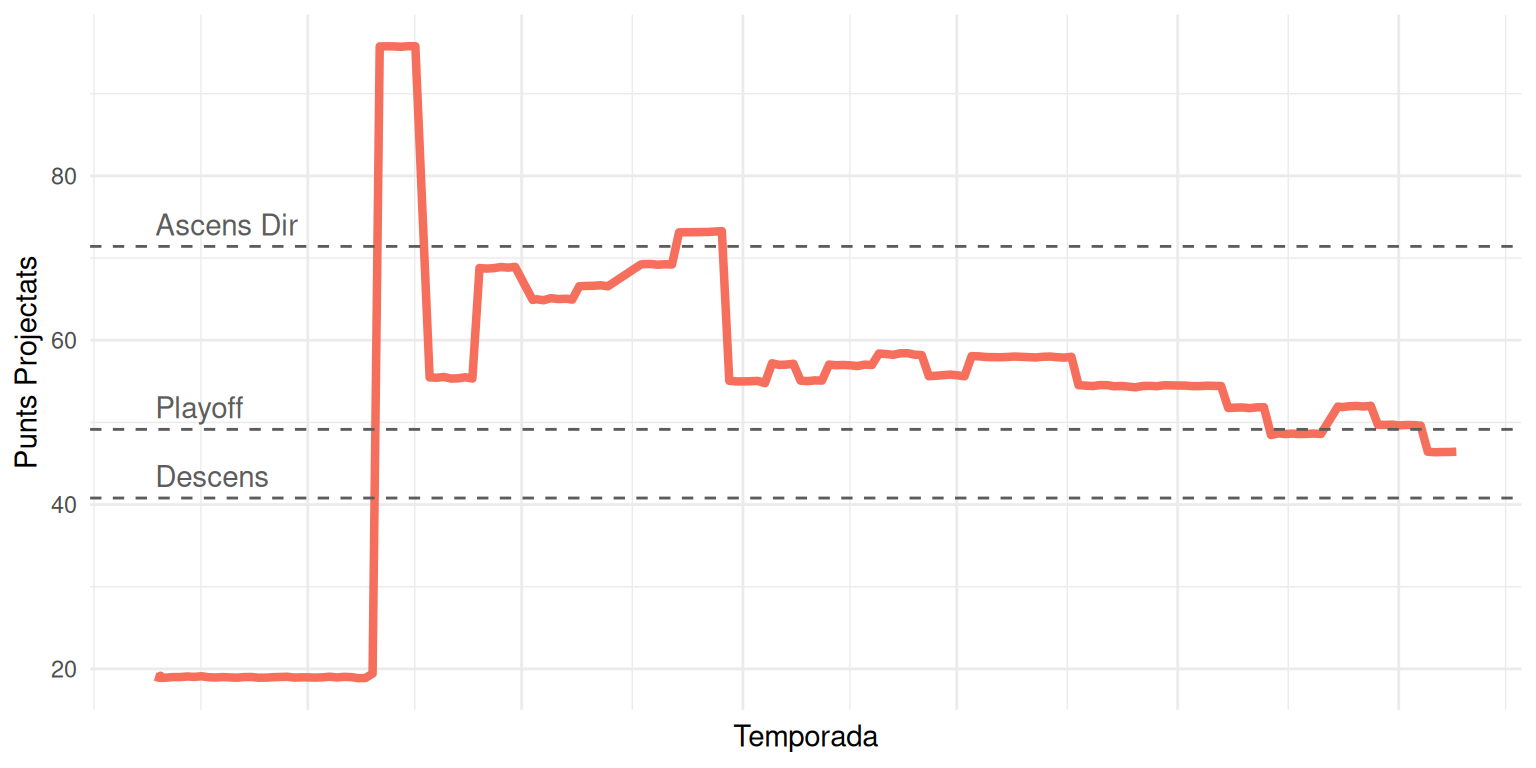 Punts Projectats
80
60
40
20
Ascens Dir
Playoff
Descens
Temporada